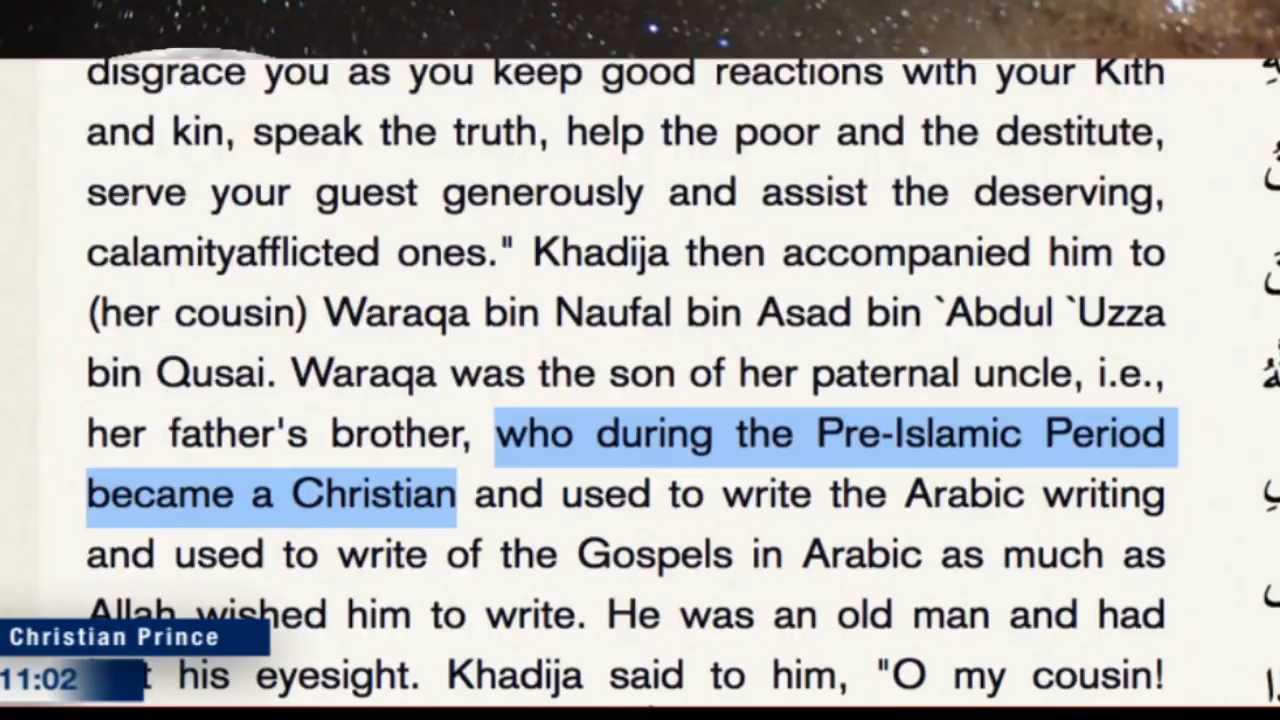 disgrace you as you keep good reactions with your Kith
and kin, speak the truth, help the poor and the destitute,
serve your guest generously and assist the deserving,
calamityafflicted ones." Khadija then accompanied him to
(her cousin) Waraqa bin Naufal bin Asad bin `Abdul `Uzza
bin Qusai. Waraqa was the son of her paternal uncle, i.e.,
her father's brother, who during the Pre-Islamic Period
became a Christian and used to write the Arabic writing
and used to write of the Gospels in Arabic as much as
Allah wished him to write. He was an old man and had
his eyesight. Khadija said to him, "O my cousin!
Christian Prince
11:02